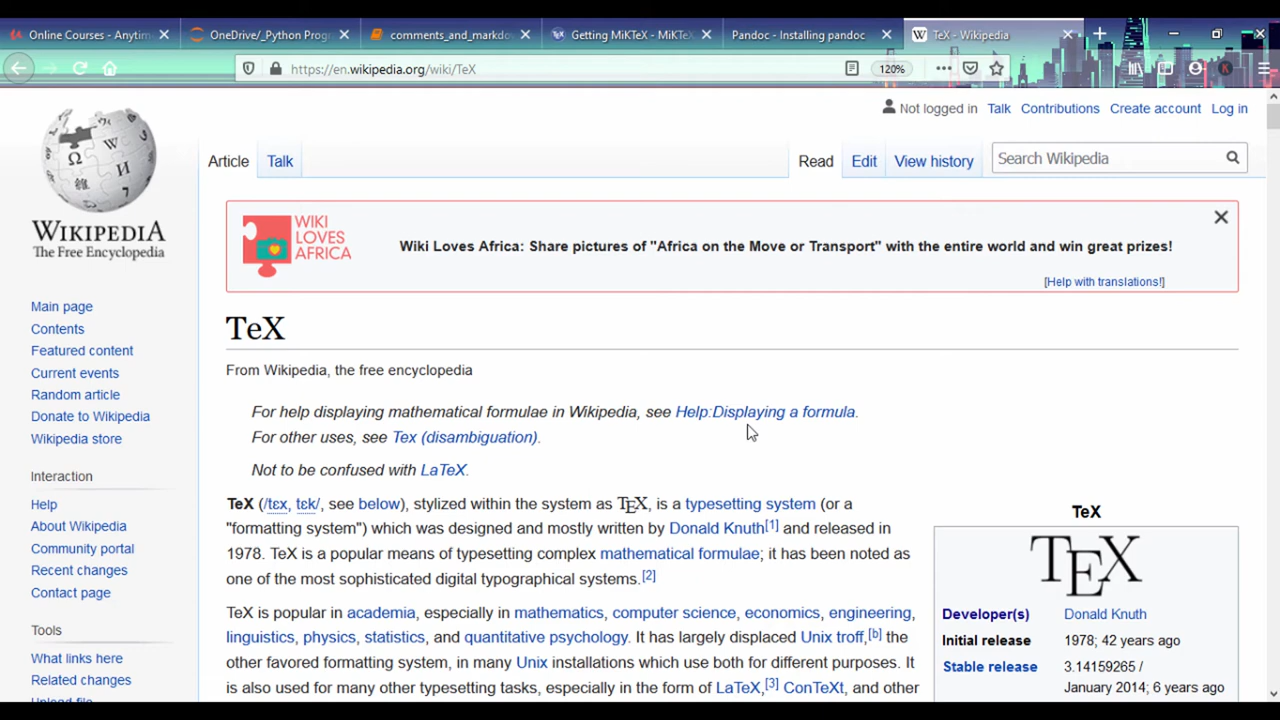 Online Courses - Anytim
OneDrive/_Python Prog
comments_and_markdo
Getting MiKTeX - MiKTeX
Pandoc - Installing pandoc
TeX - Wikipedia
https://en.wikipedia.org/wiki/TeX
120%
Not logged in Talk Contributions Create account Log in
Article Talk
Read Edit View history
Search Wikipedia
WIKIPEDIA
The Free Encyclopedia
Main page
Contents
Featured content
Current events
Random article
Donate to Wikipedia
Wikipedia store
Interaction
Help
About Wikipedia
Community portal
Recent changes
Contact page
Tools
What links here
Related changes
Upload file
WIKI
LOVES
AFRICA
Wiki Loves Africa: Share pictures of "Africa on the Move or Transport" with the entire world and win great prizes!
[Help with translations!]
TeX
From Wikipedia, the free encyclopedia
For help displaying mathematical formulae in Wikipedia, see Help:Displaying a formula.
For other uses, see Tex (disambiguation).
Not to be confused with LaTeX.
TeX (/tɛx, tɛk/, see below), stylized within the system as TEX, is a typesetting system (or a
"formatting system") which was designed and mostly written by Donald Knuth[1] and released in
1978. TeX is a popular means of typesetting complex mathematical formulae; it has been noted as
one of the most sophisticated digital typographical systems.[2]
TeX is popular in academia, especially in mathematics, computer science, economics, engineering,
linguistics, physics, statistics, and quantitative psychology. It has largely displaced Unix troff,[b] the
other favored formatting system, in many Unix installations which use both for different purposes. It
is also used for many other typesetting tasks, especially in the form of LaTeX,[3] ConTeXt, and other
TeX
TEX
Developer(s) Donald Knuth
Initial release 1978; 42 years ago
Stable release 3.14159265 /
January 2014; 6 years ago